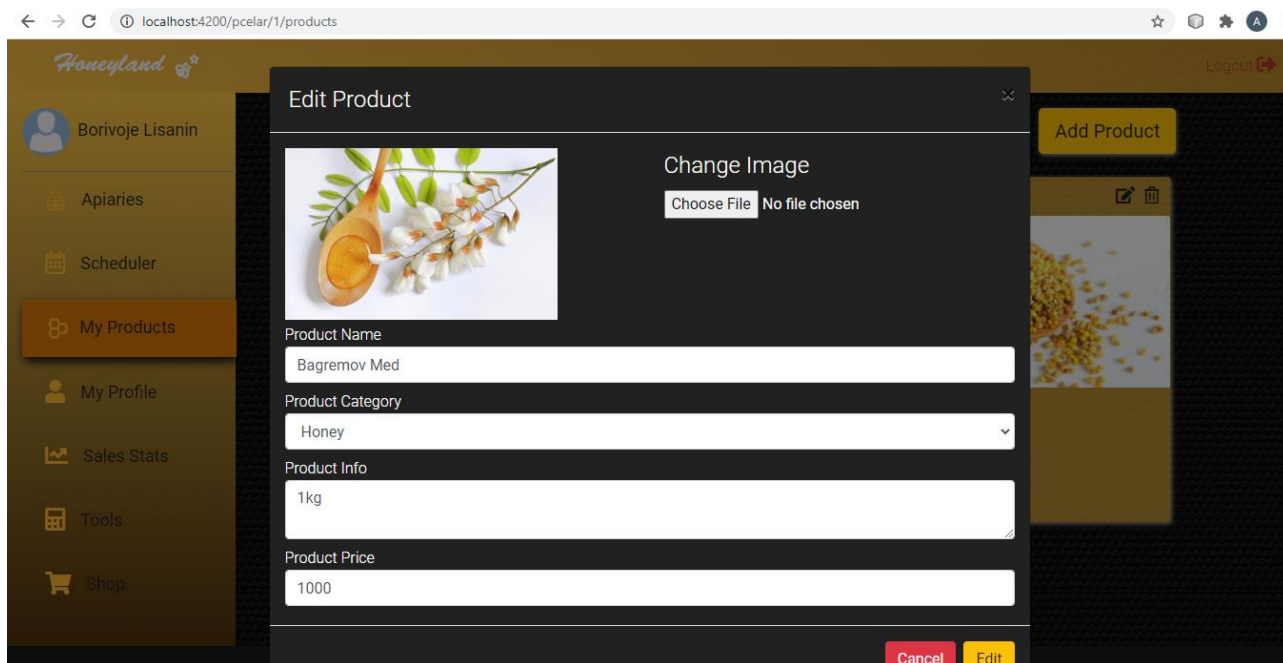 localhost:4200/pcelar/1/products
A
Honeyland
Logout
Edit Product
Borivoje Lisanin
Add Product
Change Image
Choose File No file chosen
Apiaries
Scheduler
My Products
My Profile
Sales Stats
Tools
Shop
Product Name
Bagremov Med
Product Category
Honey
Product Info
1kg
Product Price
1000
Cancel Edit